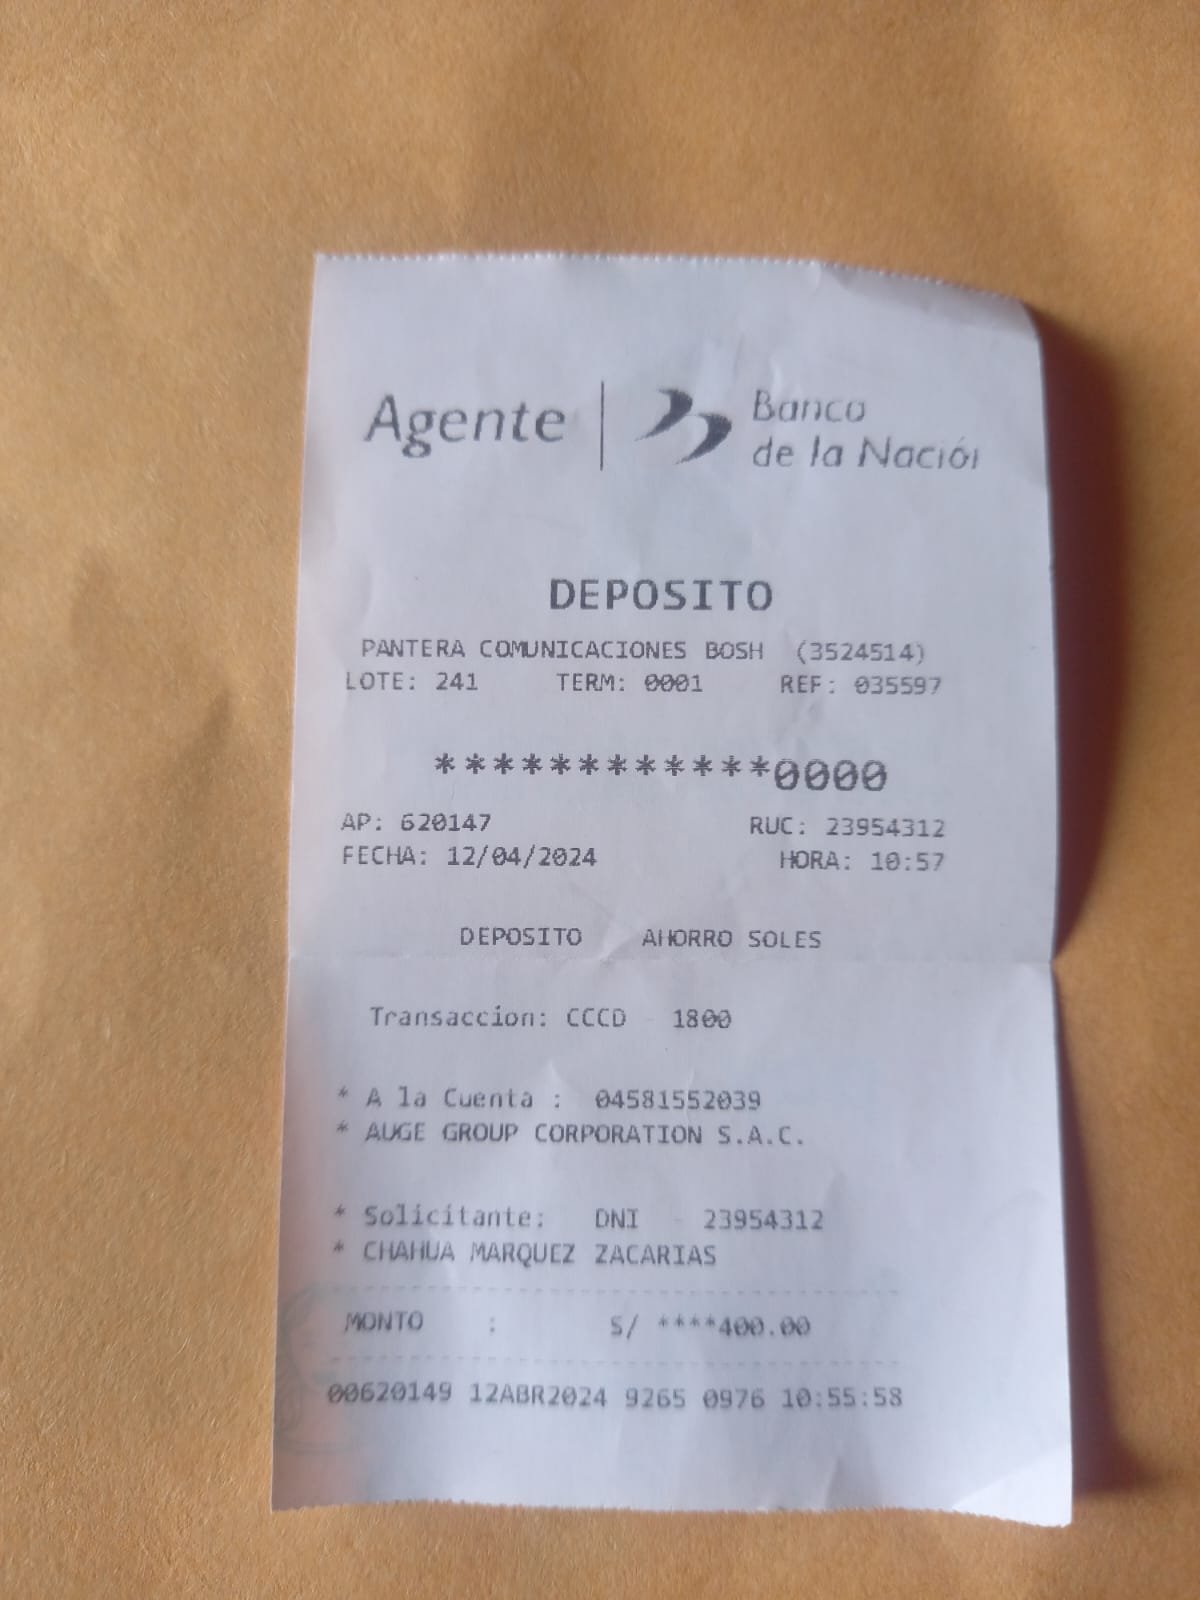 Agente | Banco
de la Nación
DEPOSITO
PANTERA COMUNICACIONES BOSH (3524514)
LOTE: 241 TERM: 0001 REF: 035597
************0000
AP: 620147 RUC: 23954312
FECHA: 12/04/2024 HORA: 10:57
DEPOSITO AHORRO SOLES
Transaccion: CCCD - 1800
* A la Cuenta : 04581552039
* AUGE GROUP CORPORATION S.A.C.
* Solicitante: DNI - 23954312
* CHAHUA MARQUEZ ZACARIAS
MONTO : S/ ****400.00
00620149 12ABR2024 9265 0976 10:55:58